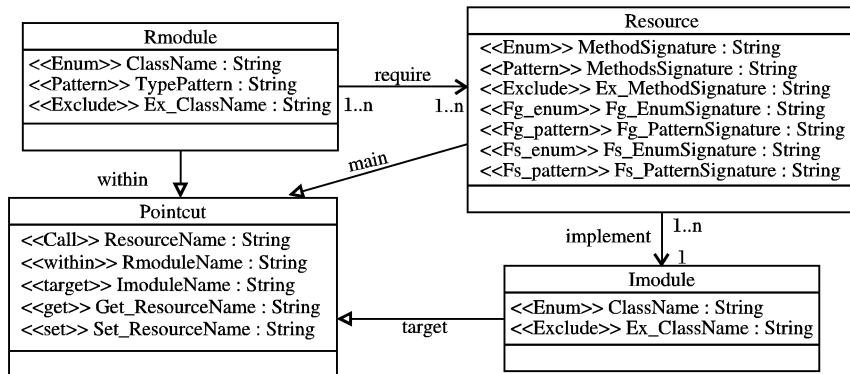 Rmodule
<<Enum>> ClassName : String
<<Pattern>> TypePattern : String
<<Exclude>> Ex_ClassName : String
require
1..n
1..n
Resource
<<Enum>> MethodSignature : String
<<Pattern>> MethodsSignature : String
<<Exclude>> Ex_MethodSignature : String
<<Fg_enum>> Fg_EnumSignature : String
<<Fg_pattern>> Fg_PatternSignature : String
<<Fs_enum>> Fs_EnumSignature : String
<<Fs_pattern>> Fs_PatternSignature : String
within
main
Pointcut
<<Call>> ResourceName : String
<<within>> RmoduleName : String
<<target>> ImoduleName : String
<<get>> Get_ResourceName : String
<<set>> Set_ResourceName : String
implement
1..n
1
Imodule
<<Enum>> ClassName : String
<<Exclude>> Ex_ClassName : String
target